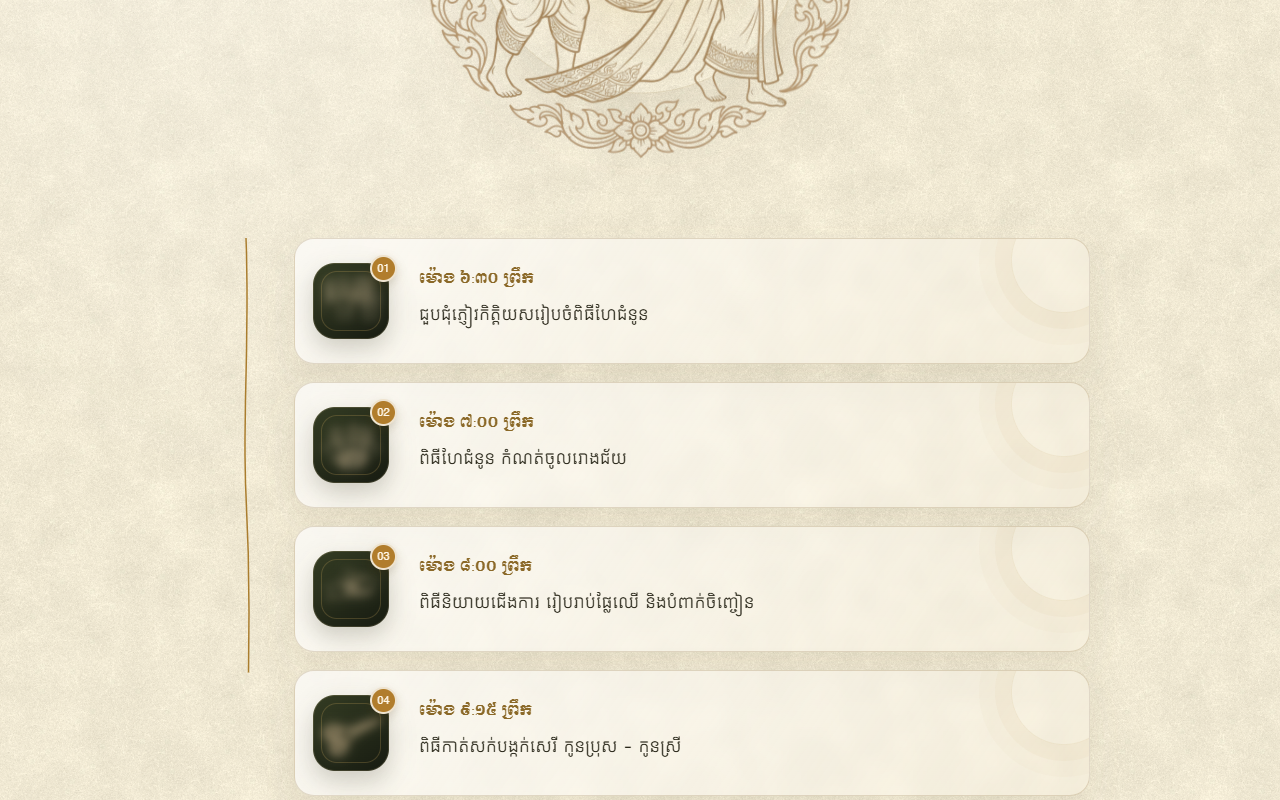 01
ម៉ោង ៦:៣០ ព្រឹក
ជួបជុំភ្ញៀវកិត្តិយសរៀបចំពិធីហែជំនូន
02
ម៉ោង ៧:០០ ព្រឹក
ពិធីហែជំនូន កំណត់ចូលរោងជ័យ
03
ម៉ោង ៨:០០ ព្រឹក
ពិធីនិយាយជើងការ រៀបរាប់ផ្លែឈើ និងបំពាក់ចិញ្ចៀន
04
ម៉ោង ៩:១៥ ព្រឹក
ពិធីកាត់សក់បង្កក់សេរី កូនប្រុស - កូនស្រី